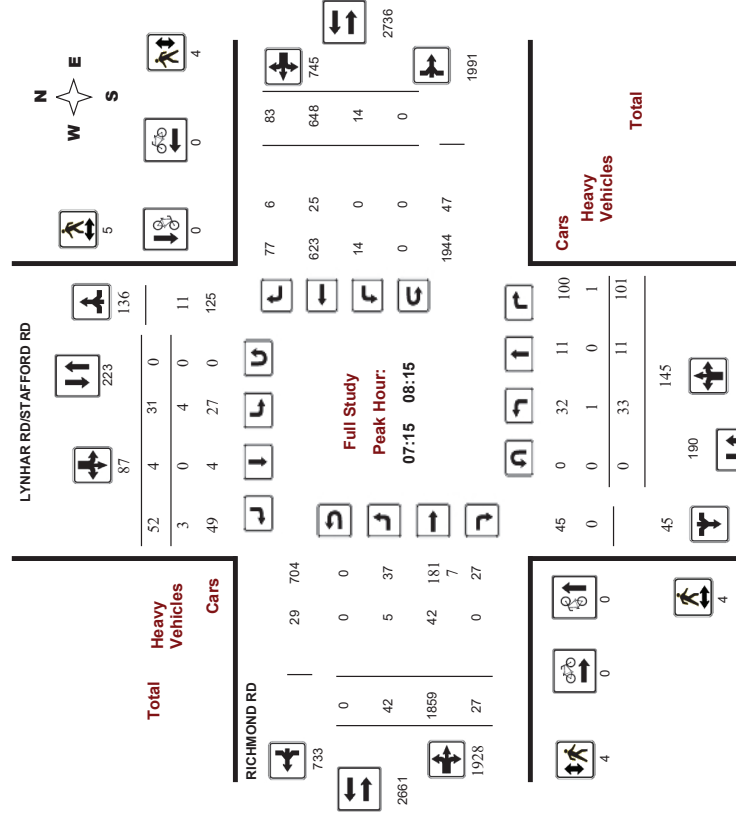 N
W E
S
5
4
0
0
LYNHAR RD/STAFFORD RD
87
223
136
52 4 31 0
3 0 4 0 11
49 4 27 0 125
Total
Heavy
Vehicles
Cars
745
2736
1991
77 6 83
623 25 648
14 0 14
0 0 0
1944 47
Full Study
Peak Hour:
07:15 08:15
RICHMOND RD
733
2661
1928
29 704
0 0 0
42 5 37
1859 42 181
7
27 0 27
Cars
Heavy
Vehicles
Total
45 0 32 11 100
0 0 1 0 1
0 33 11 101
45
190
145
0
0
4
4